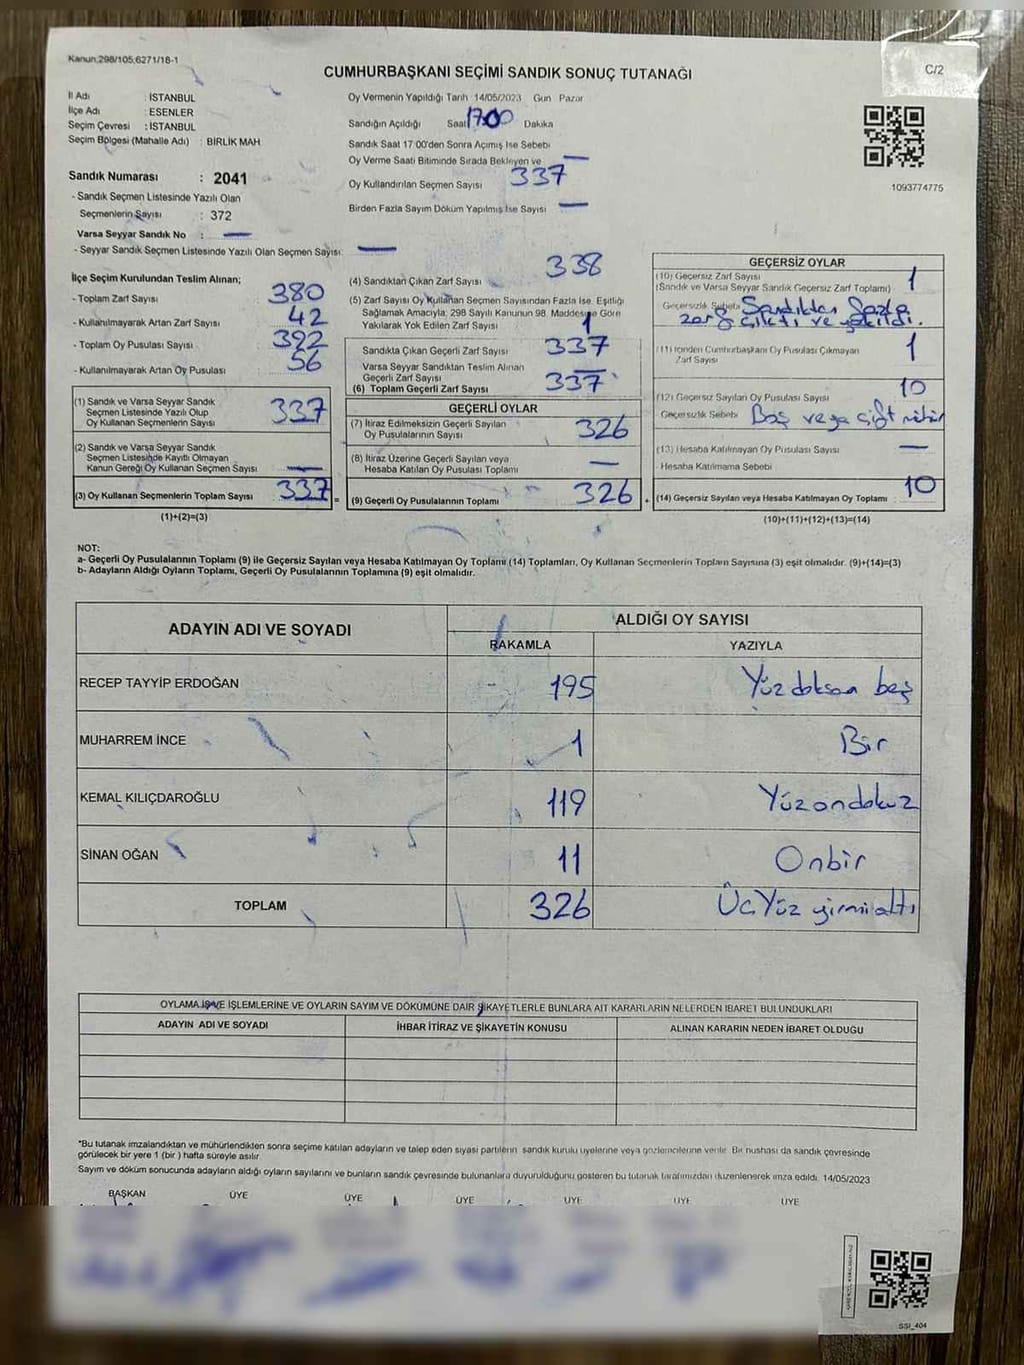 Kanun.298/105,6271/18-1
CUMHURBAŞKANI SEÇİMİ SANDIK SONUÇ TUTANAĞI
C/2
İl Adı : İSTANBUL
İlçe Adı : ESENLER
Seçim Çevresi : İSTANBUL
Seçim Bölgesi (Mahalle Adı) : BİRLİK MAH
Sandık Numarası : 2041
- Sandık Seçmen Listesinde Yazılı Olan
Seçmenlerin Sayısı : 372
Varsa Seyyar Sandık No : —
- Seyyar Sandık Seçmen Listesinde Yazılı Olan Seçmen Sayısı: —
Oy Vermenin Yapıldığı Tarih 14/05/2023 Gün Pazar
Sandığın Açıldığı Saat 17:00 Dakika
Sandık Saat 17 00'den Sonra Açımış İse Sebebi
Oy Verme Saati Bitiminde Sırada Bekleyen ve —
Oy Kullandırılan Seçmen Sayısı 337
Birden Fazla Sayım Döküm Yapılmış İse Sayısı —
1093774775
İlçe Seçim Kurulundan Teslim Alınan;
- Toplam Zarf Sayısı 380
- Kullanılmayarak Artan Zarf Sayısı 42
- Toplam Oy Pusulası Sayısı 392
- Kullanılmayarak Artan Oy Pusulası 56
(1) Sandık ve Varsa Seyyar Sandık
Seçmen Listesinde Yazılı Olup
Oy Kullanan Seçmenlerin Sayısı 337
(2) Sandık ve Varsa Seyyar Sandık
Seçmen Listesinde Kayıtlı Olmayan
Kanun Gereği Oy Kullanan Seçmen Sayısı —
(3) Oy Kullanan Seçmenlerin Toplam Sayısı 337 =
(1)+(2)=(3)
(4) Sandıktan Çıkan Zarf Sayısı 338
(5) Zarf Sayısı Oy Kullanan Seçmen Sayısından Fazla İse, Eşitliği
Sağlamak Amacıyla, 298 Sayılı Kanunun 98. Maddesine Göre
Yakılarak Yok Edilen Zarf Sayısı 1
Sandıkta Çıkan Geçerli Zarf Sayısı 337
Varsa Seyyar Sandıktan Teslim Alınan
Geçerli Zarf Sayısı —
(6) Toplam Geçerli Zarf Sayısı 337
GEÇERLİ OYLAR
(7) İtiraz Edilmeksizin Geçerli Sayılan
Oy Pusulalarının Sayısı 326
(8) İtiraz Üzerine Geçerli Sayılan veya
Hesaba Katılan Oy Pusulası Toplamı —
(9) Geçerli Oy Pusulalarının Toplamı 326 +
GEÇERSİZ OYLAR
(10) Geçersiz Zarf Sayısı
(Sandık ve Varsa Seyyar Sandık Geçersiz Zarf Toplamı) 1
Geçersizlik Sebebi Sandıktan fazla
zarf çıktı ve yakıldı.
(11) İçinden Cumhurbaşkanı Oy Pusulası Çıkmayan
Zarf Sayısı 1
(12) Geçersiz Sayılan Oy Pusulası Sayısı 10
Geçersizlik Sebebi Boş veya çift mühür
(13) Hesaba Katılmayan Oy Pusulası Sayısı —
- Hesaba Katılmama Sebebi
(14) Geçersiz Sayılan veya Hesaba Katılmayan Oy Toplamı 10
(10)+(11)+(12)+(13)=(14)
NOT:
a- Geçerli Oy Pusulalarının Toplamı (9) ile Geçersiz Sayılan veya Hesaba Katılmayan Oy Toplamı (14) Toplamları, Oy Kullanan Seçmenlerin Toplam Sayısına (3) eşit olmalıdır. (9)+(14)=(3)
b- Adayların Aldığı Oyların Toplamı, Geçerli Oy Pusulalarının Toplamına (9) eşit olmalıdır.
ADAYIN ADI VE SOYADI ALDIĞI OY SAYISI
RAKAMLA YAZIYLA
RECEP TAYYİP ERDOĞAN 195 Yüzdoksan beş
MUHARREM İNCE 1 Bir
KEMAL KILIÇDAROĞLU 119 Yüzondokuz
SİNAN OĞAN 11 Onbir
TOPLAM 326 ÜçYüz yirmialtı
OYLAMA İŞ VE İŞLEMLERİNE VE OYLARIN SAYIM VE DÖKÜMÜNE DAİR ŞİKAYETLERLE BUNLARA AİT KARARLARIN NELERDEN İBARET BULUNDUKLARI
ADAYIN ADI VE SOYADI İHBAR İTİRAZ VE ŞİKAYETİN KONUSU ALINAN KARARIN NEDEN İBARET OLDUĞU
*Bu tutanak imzalandıktan ve mühürlendikten sonra seçime katılan adayların ve talep eden siyasi partilerin sandık kurulu üyelerine veya gözlemcilerine verilir. Bir nushası da sandık çevresinde
görülecek bir yere 1 (bir ) hafta süreyle asılır.
Sayım ve döküm sonucunda adayların aldığı oyların sayılarını ve bunların sandık çevresinde bulunanlara duyurulduğunu gösteren bu tutanak tarafımızdan düzenlenerek imza edildi. 14/05/2023
BAŞKAN ÜYE ÜYE ÜYE ÜYE ÜYE ÜYE
SSI_404